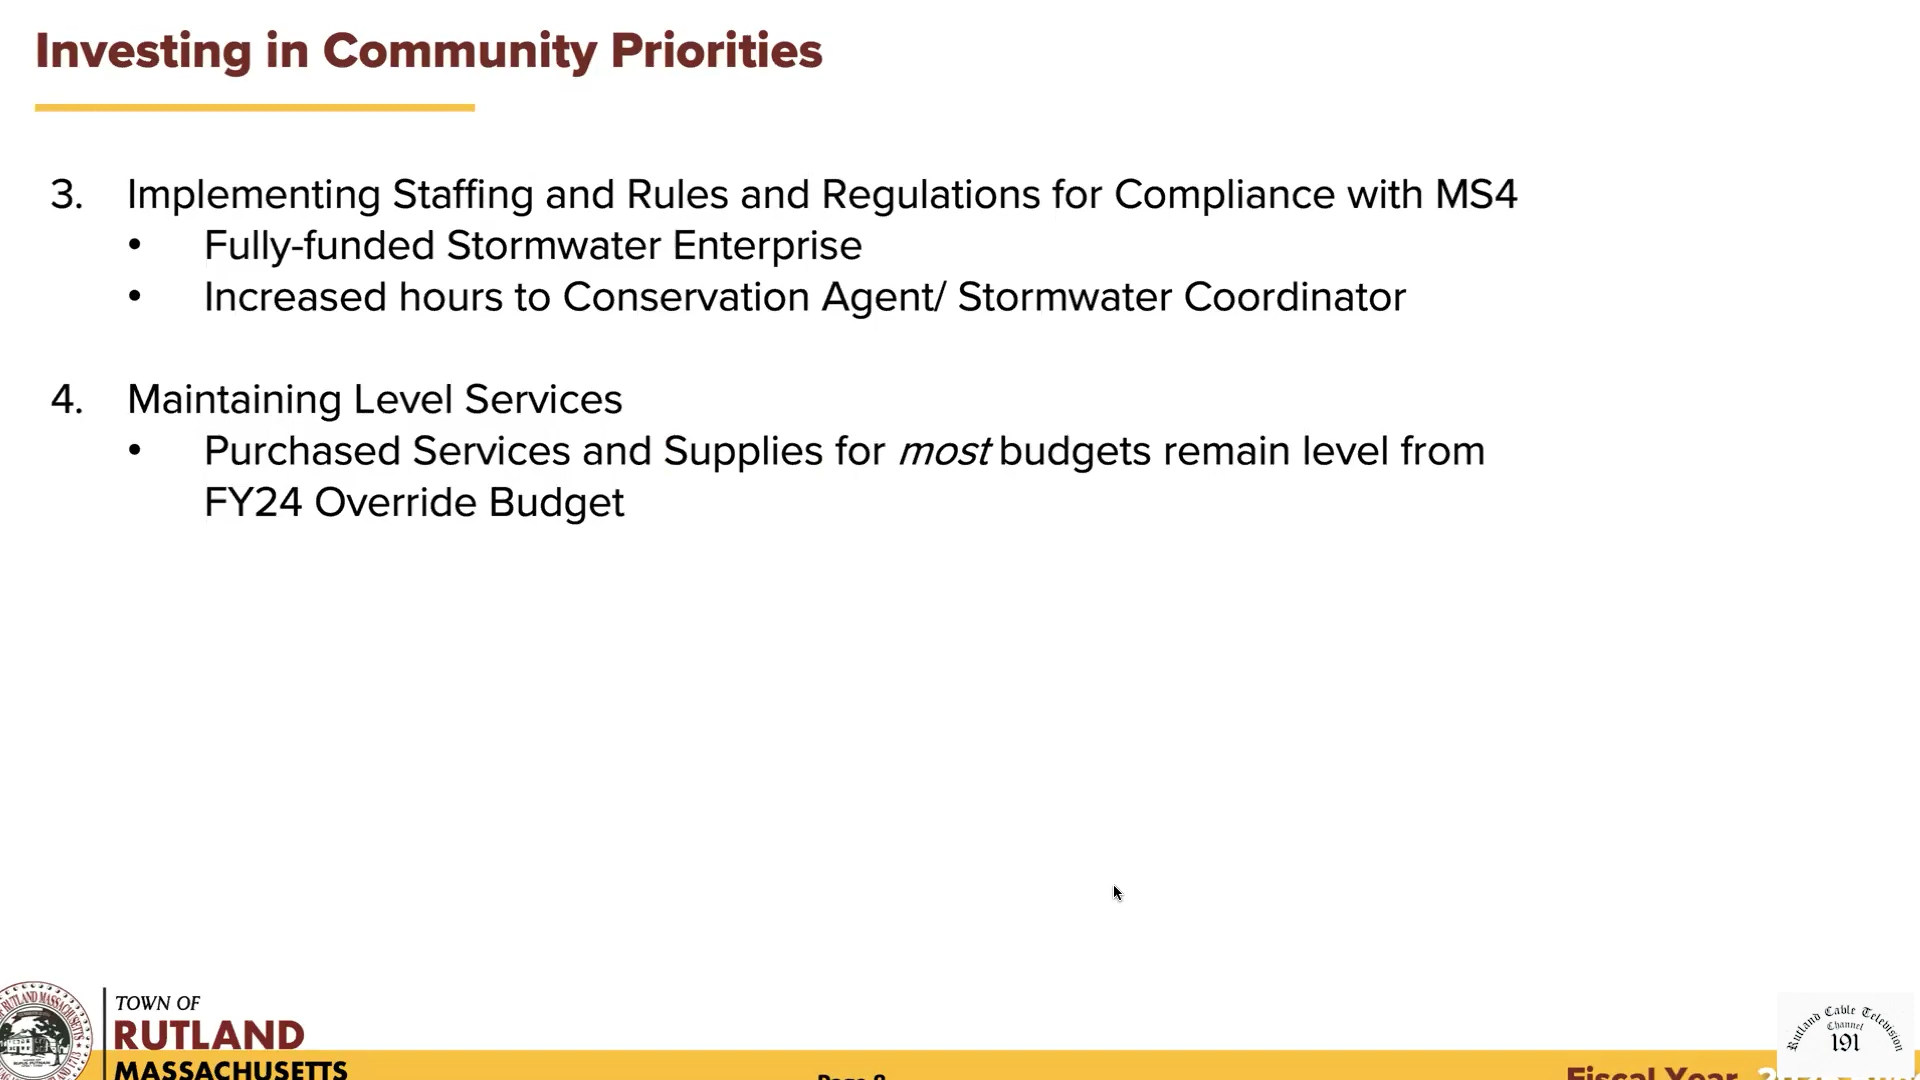 Investing in Community Priorities
3. Implementing Staffing and Rules and Regulations for Compliance with MS4
• Fully-funded Stormwater Enterprise
• Increased hours to Conservation Agent/ Stormwater Coordinator
4. Maintaining Level Services
• Purchased Services and Supplies for most budgets remain level from
FY24 Override Budget
TOWN OF
RUTLAND
MASSACHUSETTS
Page
Fiscal Year
Rutland Cable Television
Channel
191